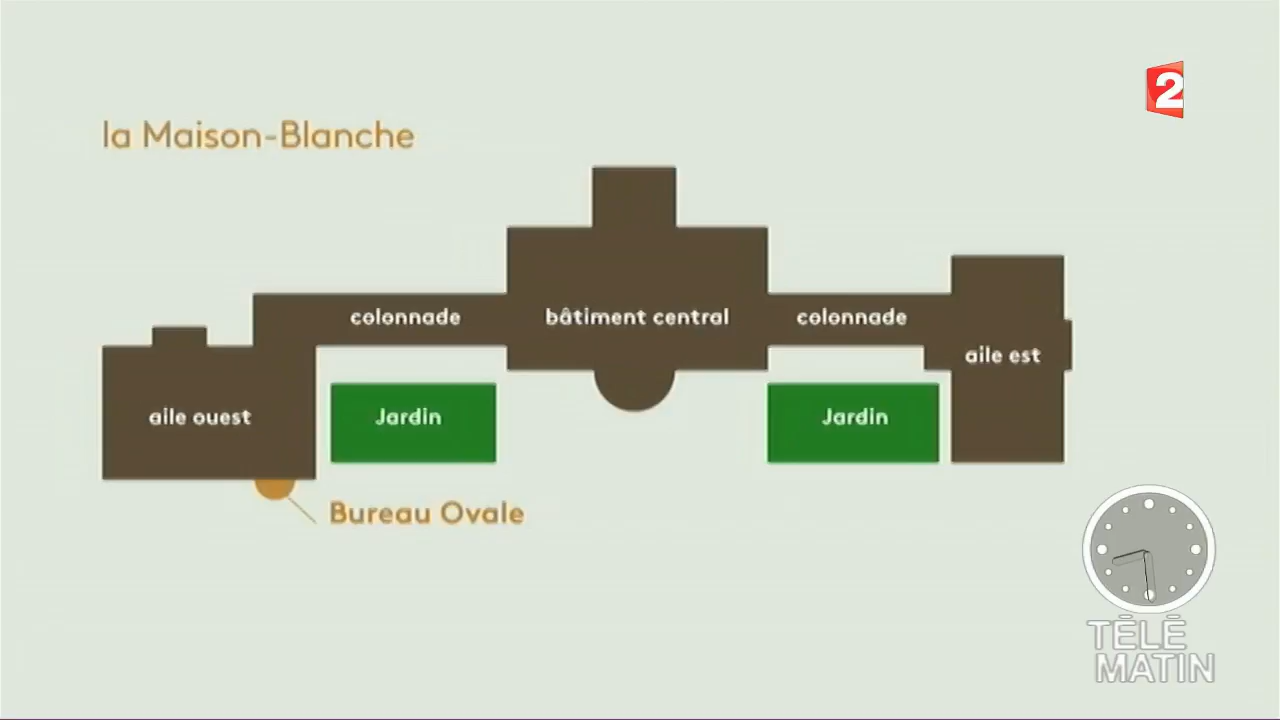 2
la Maison-Blanche
colonnade
bâtiment central
colonnade
aile est
aile ouest
Jardin
Jardin
Bureau Ovale
TÉLÉ
MATIN